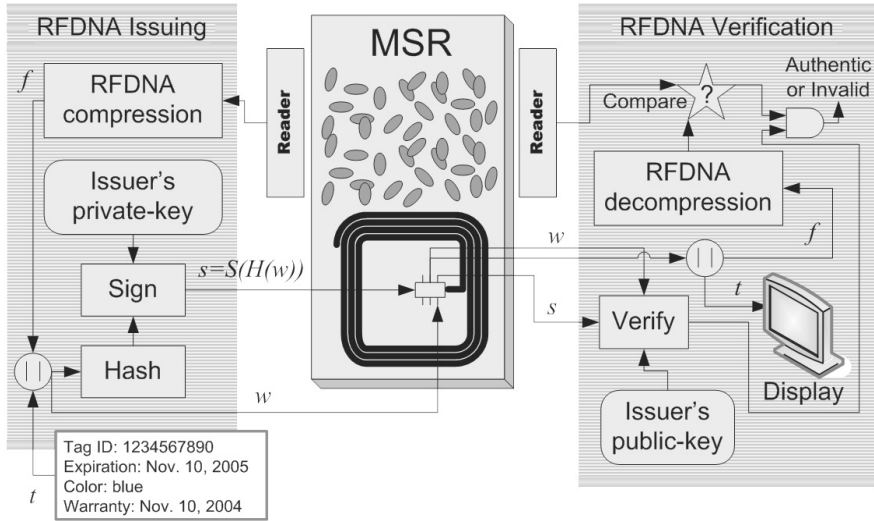 RFDNA Issuing
f
RFDNA
compression
Issuer's
private-key
Sign
s=S(H(w))
Hash
| |
w
t
Tag ID: 1234567890
Expiration: Nov. 10, 2005
Color: blue
Warranty: Nov. 10, 2004
Reader
MSR
Reader
RFDNA Verification
Compare
?
Authentic
or Invalid
RFDNA
decompression
w
| |
f
t
s
Verify
Display
Issuer's
public-key